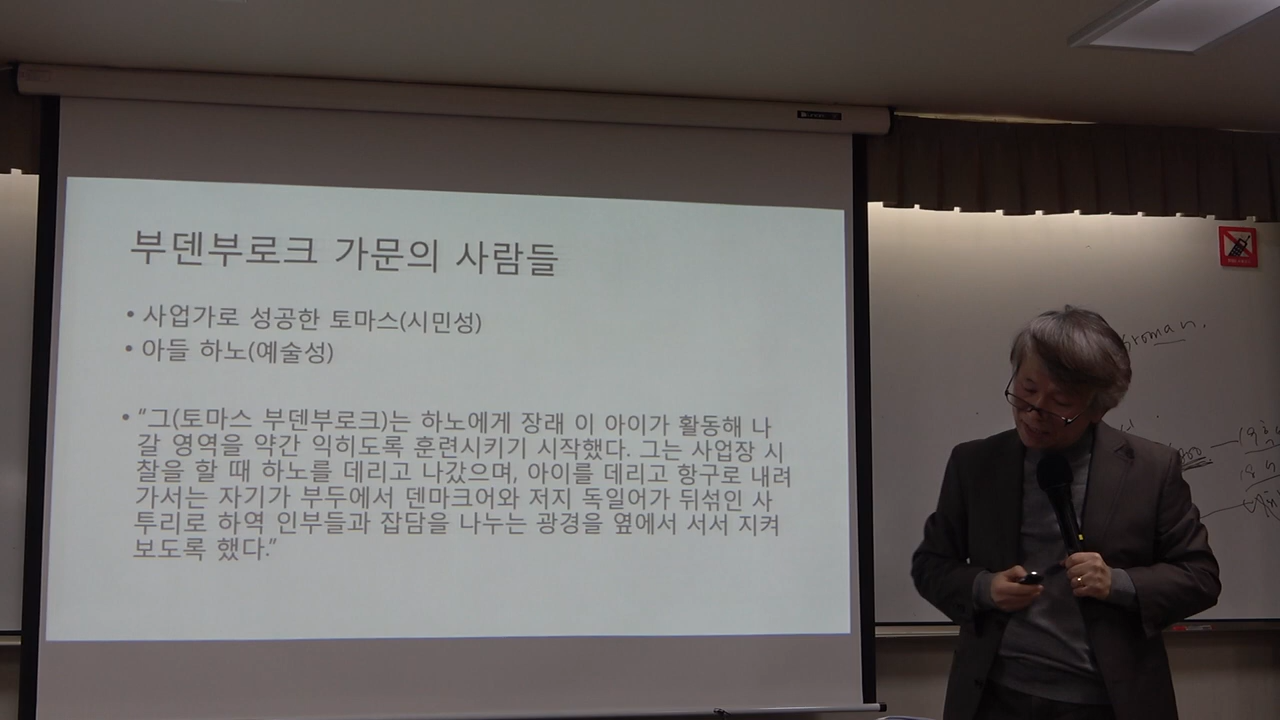 부덴부로크 가문의 사람들
• 사업가로 성공한 토마스(시민성)
• 아들 하노(예술성)
• “그(토마스 부덴부로크)는 하노에게 장래 이 아이가 활동해 나
갈 영역을 약간 익히도록 훈련시키기 시작했다. 그는 사업장 시
찰을 할 때 하노를 데리고 나갔으며, 아이를 데리고 항구로 내려
가서는 자기가 부두에서 덴마크어와 저지 독일어가 뒤섞인 사
투리로 하역 인부들과 잡담을 나누는 광경을 옆에서 서서 지켜
보도록 했다.”